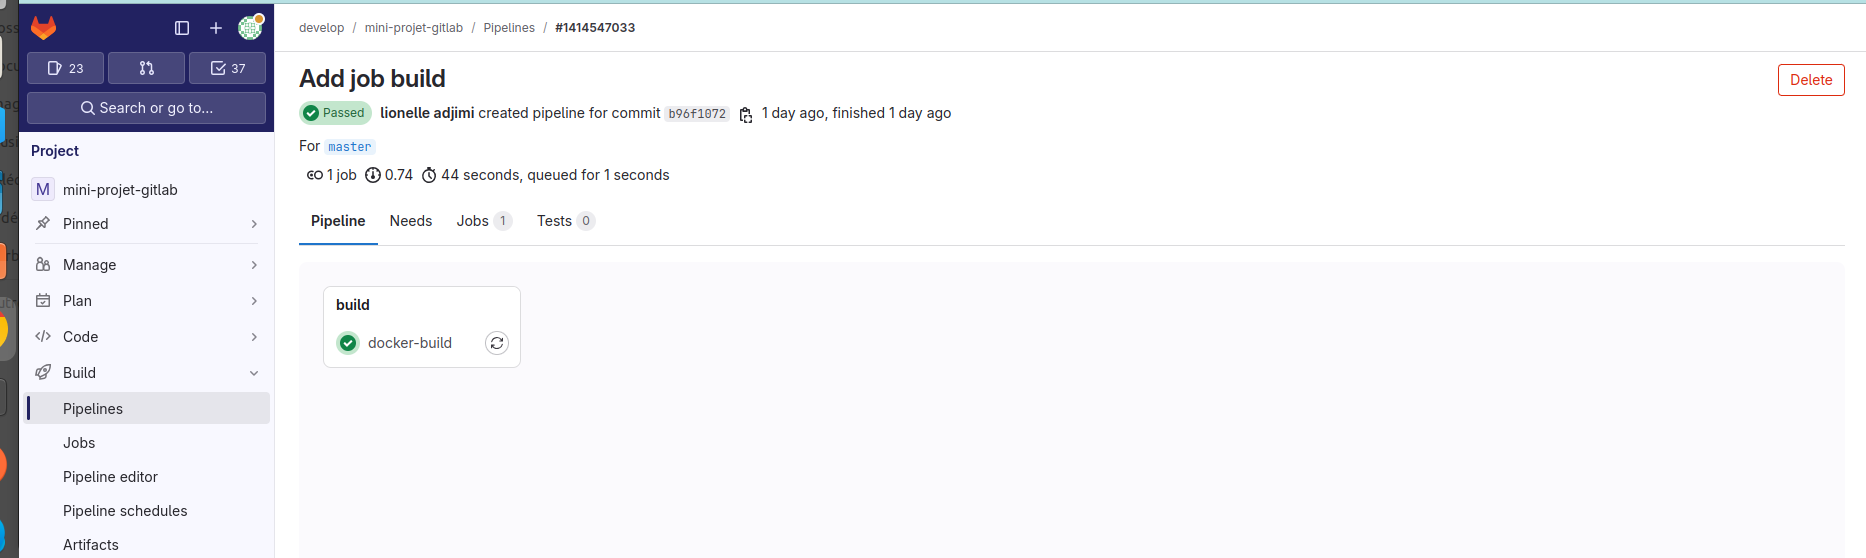 develop / mini-projet-gitlab / Pipelines / #1414547033
23
37
Search or go to...
Project
M mini-projet-gitlab
Pinned
Manage
Plan
Code
Build
Pipelines
Jobs
Pipeline editor
Pipeline schedules
Artifacts
Add job build
Delete
Passed lionelle adjimi created pipeline for commit b96f1072 1 day ago, finished 1 day ago
For master
1 job 0.74 44 seconds, queued for 1 seconds
Pipeline Needs Jobs 1 Tests 0
build
docker-build